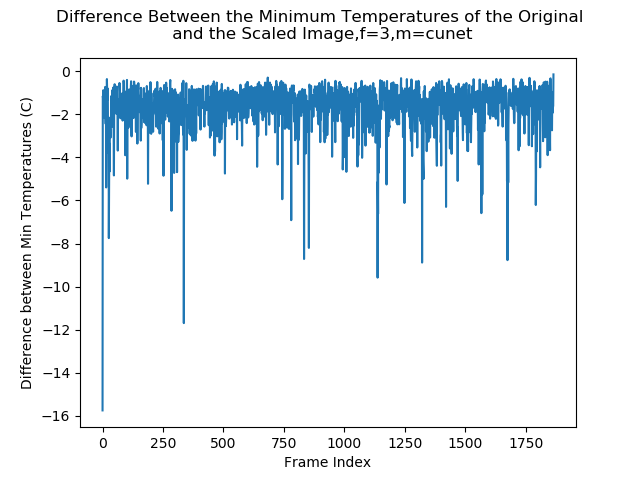 Difference Between the Minimum Temperatures of the Original
and the Scaled Image,f=3,m=cunet
Difference between Min Temperatures (C)
0
−2
−4
−6
−8
−10
−12
−14
−16
0 250 500 750 1000 1250 1500 1750
Frame Index